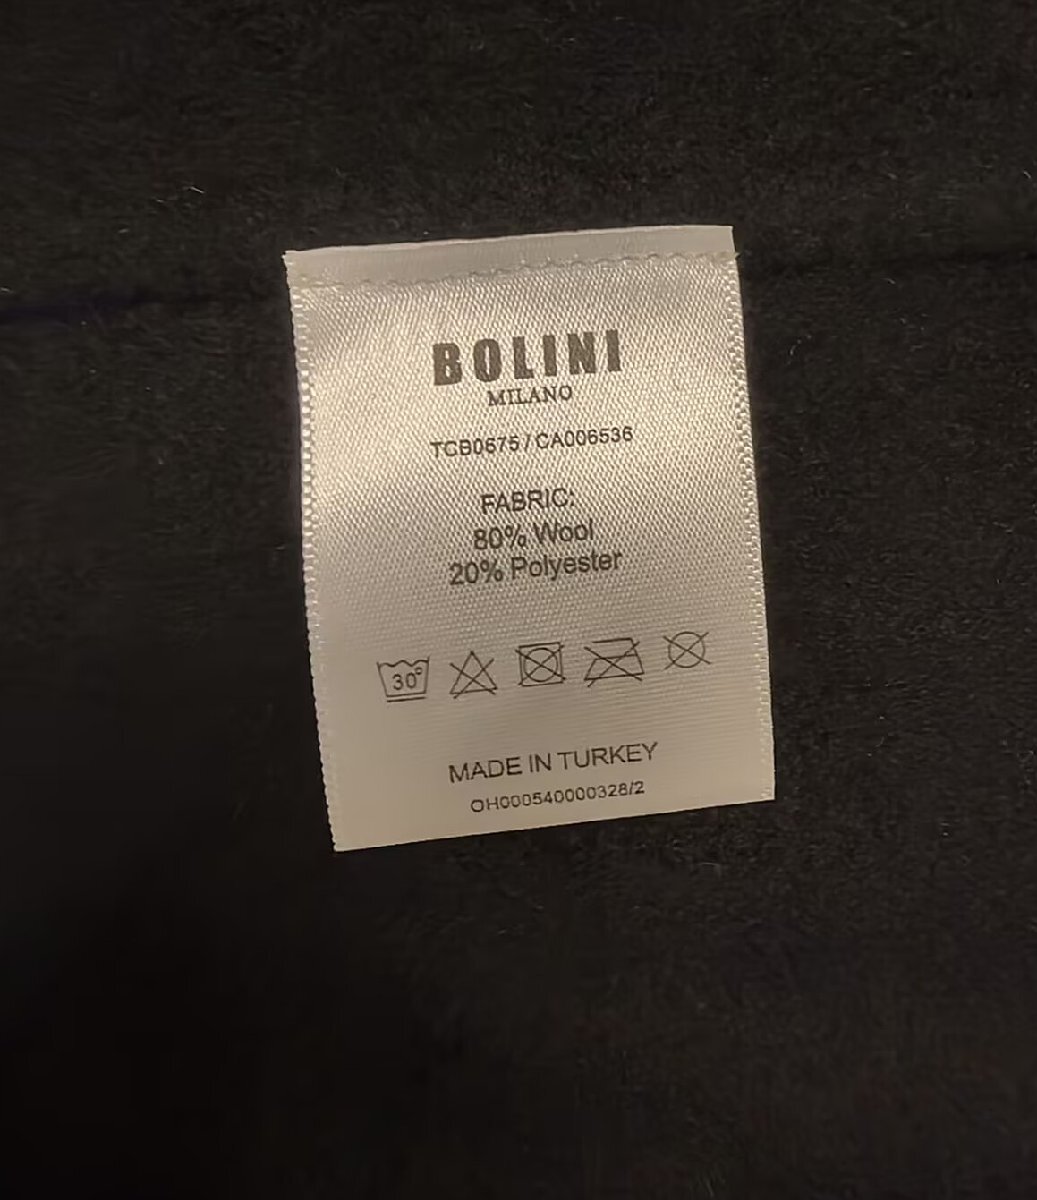 BOLINI
MILANO
TCB0675 / CA006536
FABRIC:
80% Wool
20% Polyester
30°
MADE IN TURKEY
OH000540000328/2